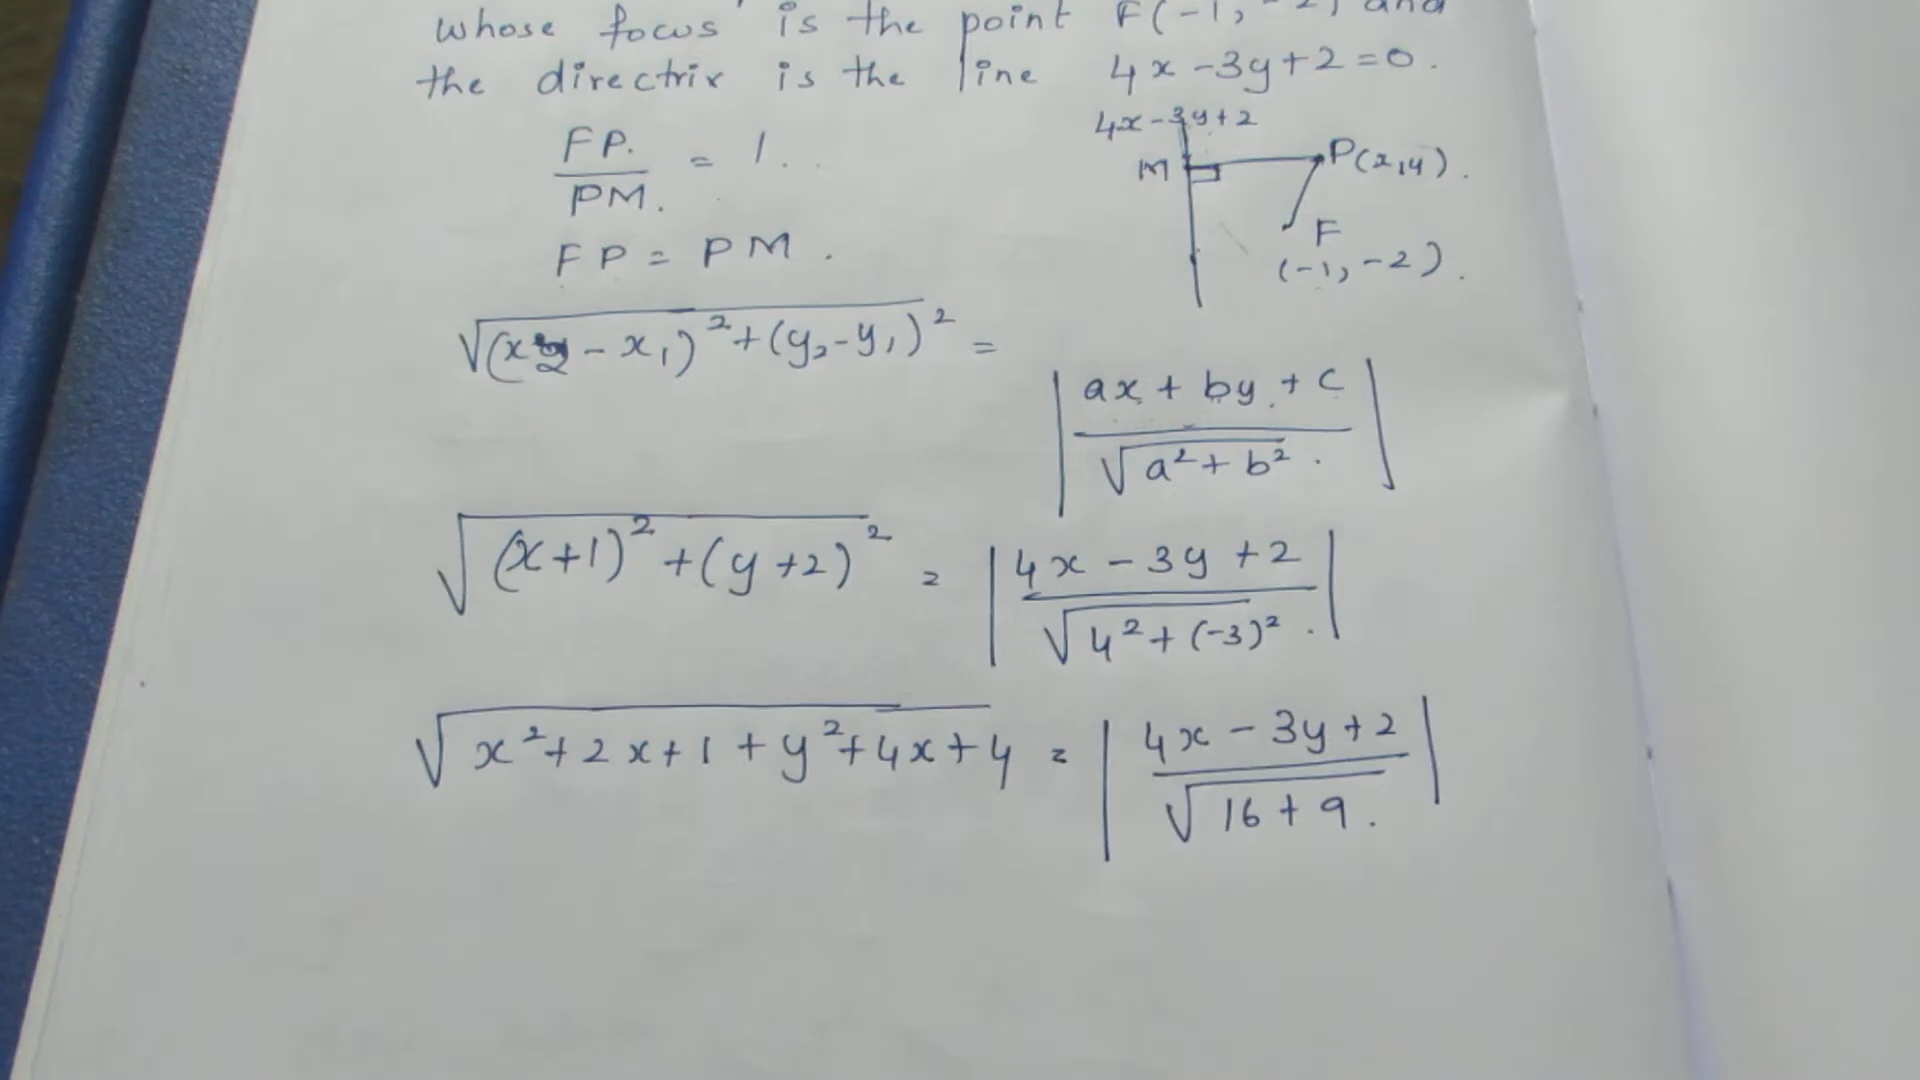 whose focus is the point F(-1, -2) and
the directrix is the line 4x -3y+2=0.
4x-3y+2
FP. / PM. = 1.
M P(x,y).
F
(-1, -2).
FP = PM.
√(x2 - x₁)² + (y₂-y₁)² =
| ax + by + c / √a²+b². |
√(x+1)² + (y+2)² = | 4x - 3y +2 / √4²+(-3)². |
√x²+2x+1+y²+4x+4 = | 4x - 3y+2 / √16+9. |